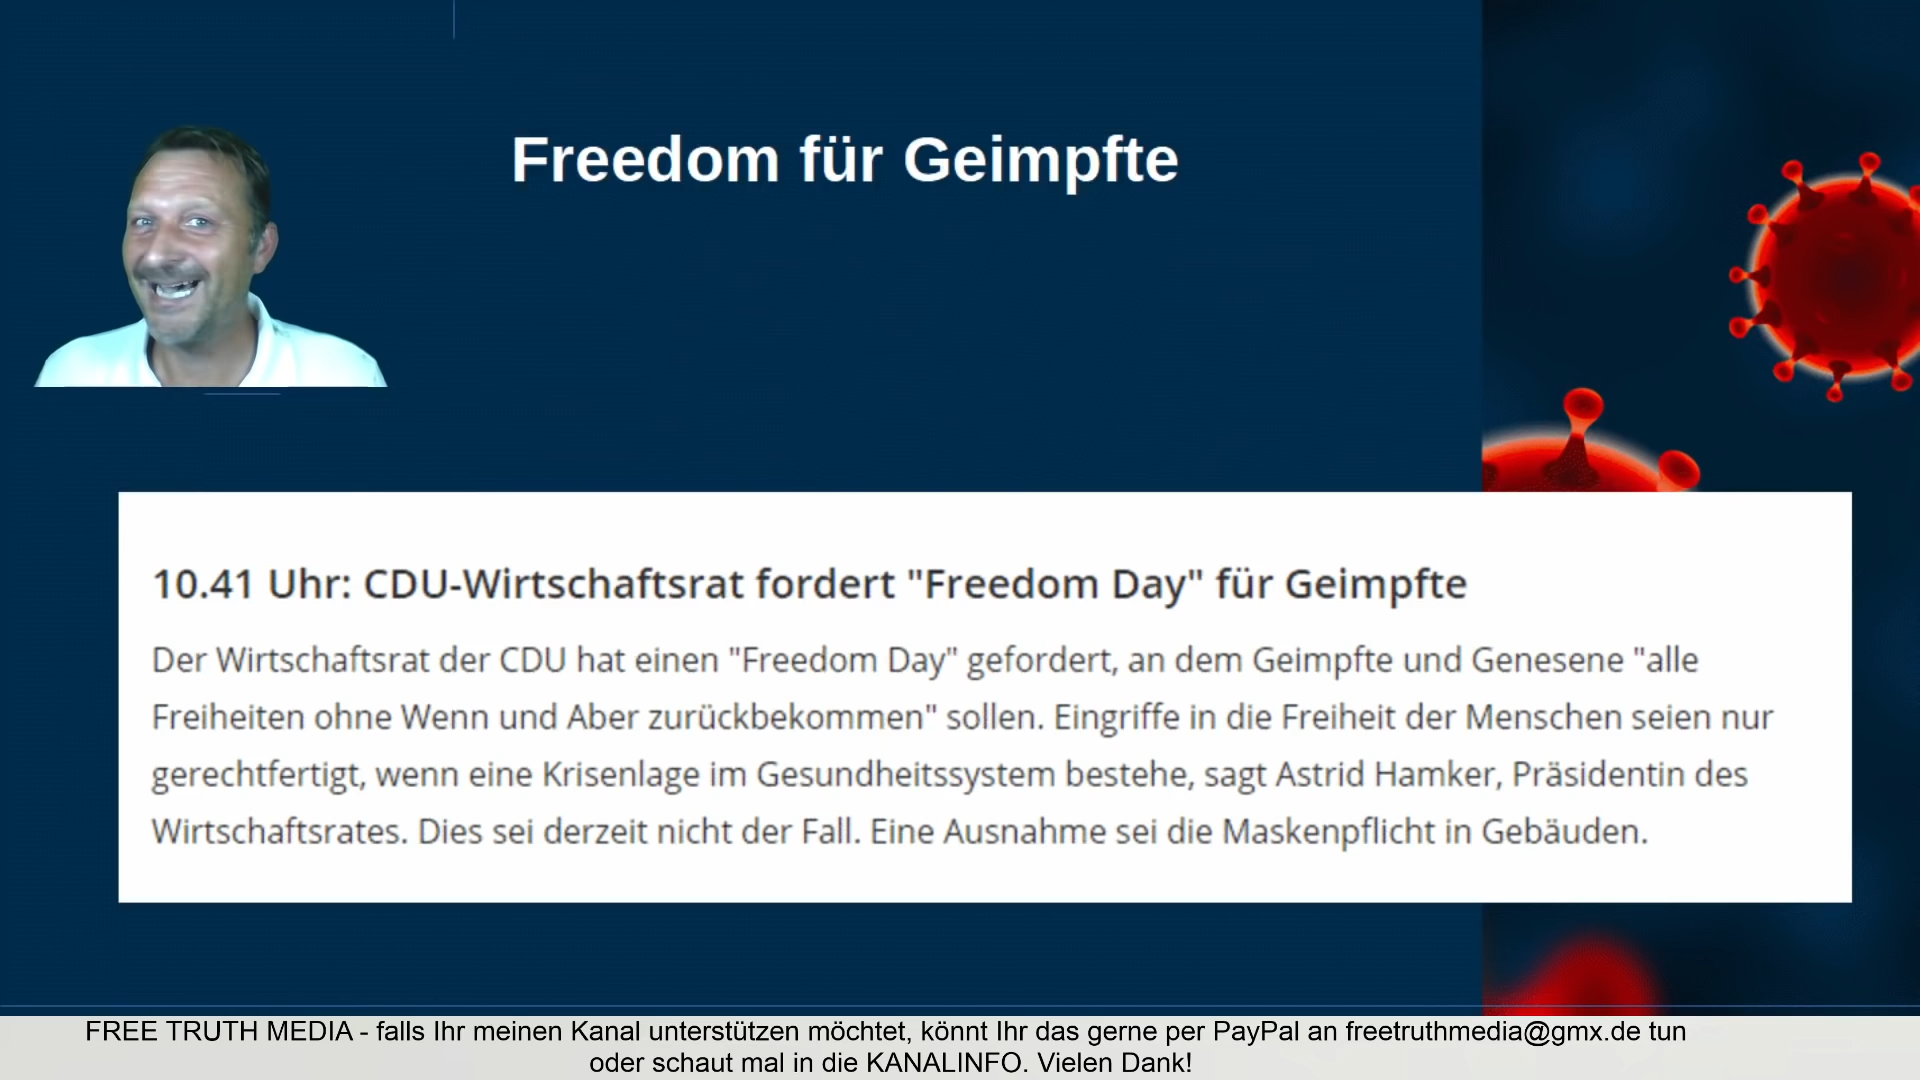 Freedom für Geimpfte
10.41 Uhr: CDU-Wirtschaftsrat fordert "Freedom Day" für Geimpfte
Der Wirtschaftsrat der CDU hat einen "Freedom Day" gefordert, an dem Geimpfte und Genesene "alle
Freiheiten ohne Wenn und Aber zurückbekommen" sollen. Eingriffe in die Freiheit der Menschen seien nur
gerechtfertigt, wenn eine Krisenlage im Gesundheitssystem bestehe, sagt Astrid Hamker, Präsidentin des
Wirtschaftsrates. Dies sei derzeit nicht der Fall. Eine Ausnahme sei die Maskenpflicht in Gebäuden.
FREE TRUTH MEDIA - falls Ihr meinen Kanal unterstützen möchtet, könnt Ihr das gerne per PayPal an freetruthmedia@gmx.de tun
oder schaut mal in die KANALINFO. Vielen Dank!